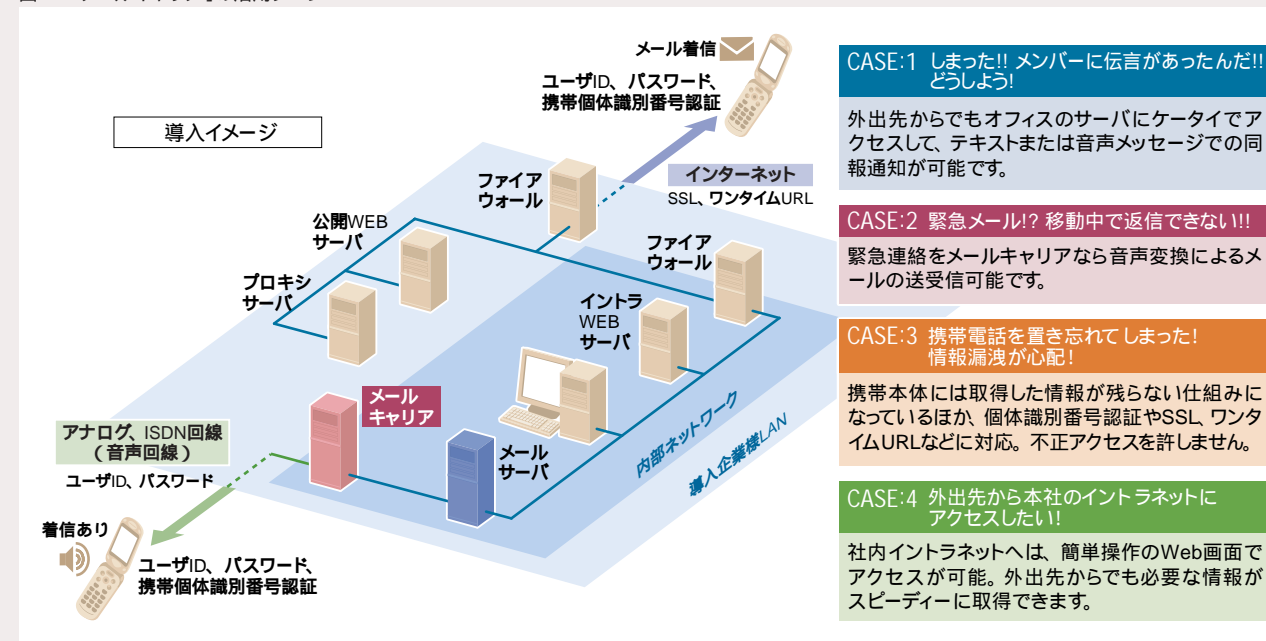 メール着信
ユーザID、パスワード、
携帯個体識別番号認証
導入イメージ
インターネット
SSL、ワンタイムURL
ファイア
ウォール
公開WEB
サーバ
ファイア
ウォール
プロキシ
サーバ
イントラ
WEB
サーバ
メール
キャリア
アナログ、ISDN回線
(音声回線)
ユーザID、パスワード
メール
サーバ
内部ネットワーク
導入企業様LAN
着信あり
ユーザID、パスワード、
携帯個体識別番号認証
CASE:1 しまった!! メンバーに伝言があったんだ!!
どうしよう!
外出先からでもオフィスのサーバにケータイでア
クセスして、テキストまたは音声メッセージでの同
報通知が可能です。
CASE:2 緊急メール!? 移動中で返信できない!!
緊急連絡をメールキャリアなら音声変換によるメ
ールの送受信可能です。
CASE:3 携帯電話を置き忘れてしまった!
情報漏洩が心配!
携帯本体には取得した情報が残らない仕組みに
なっているほか、個体識別番号認証やSSL、ワンタ
イムURLなどに対応。不正アクセスを許しません。
CASE:4 外出先から本社のイントラネットに
アクセスしたい!
社内イントラネットへは、簡単操作のWeb画面で
アクセスが可能。外出先からでも必要な情報が
スピーディーに取得できます。